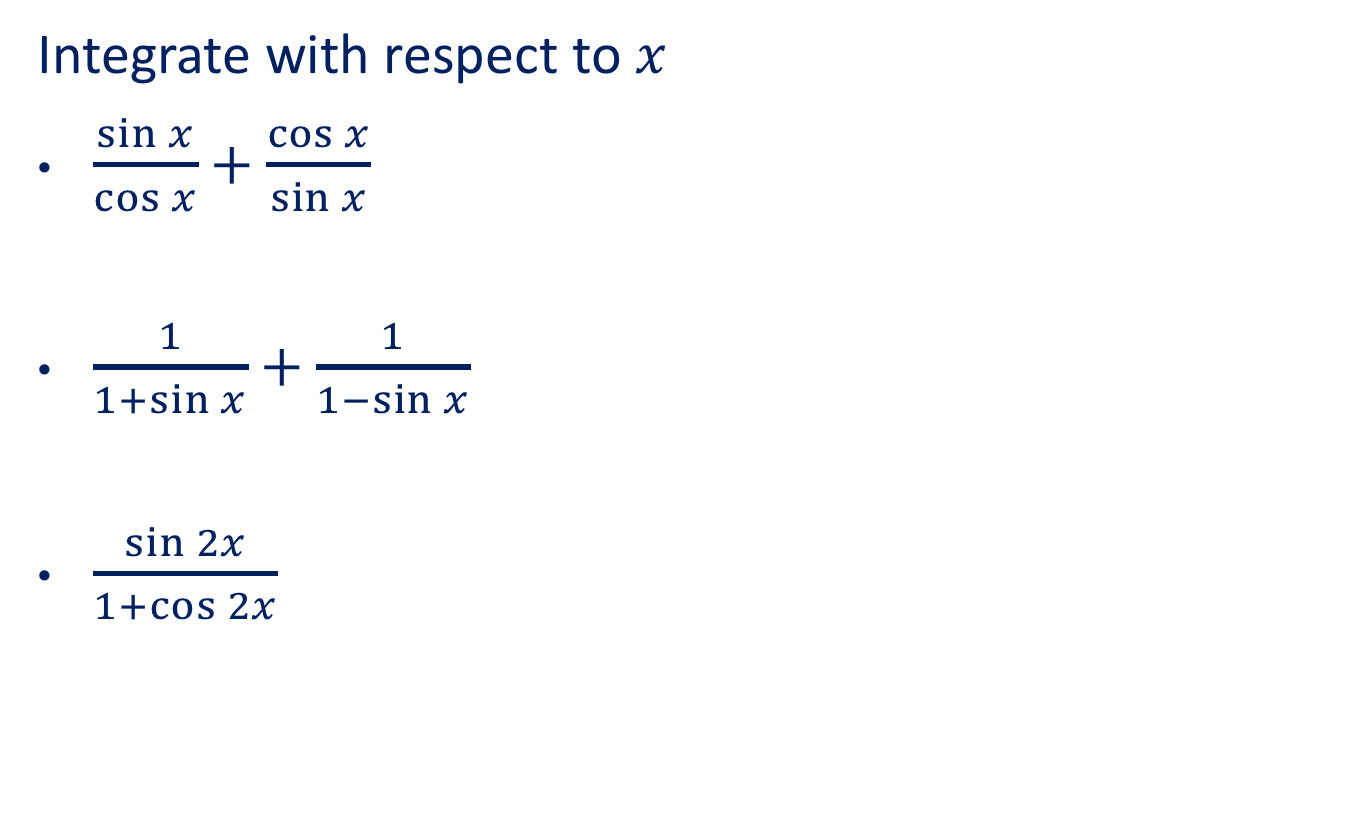 Integrate with respect to x
• sin x / cos x + cos x / sin x
• 1 / 1+sin x + 1 / 1−sin x
• sin 2x / 1+cos 2x